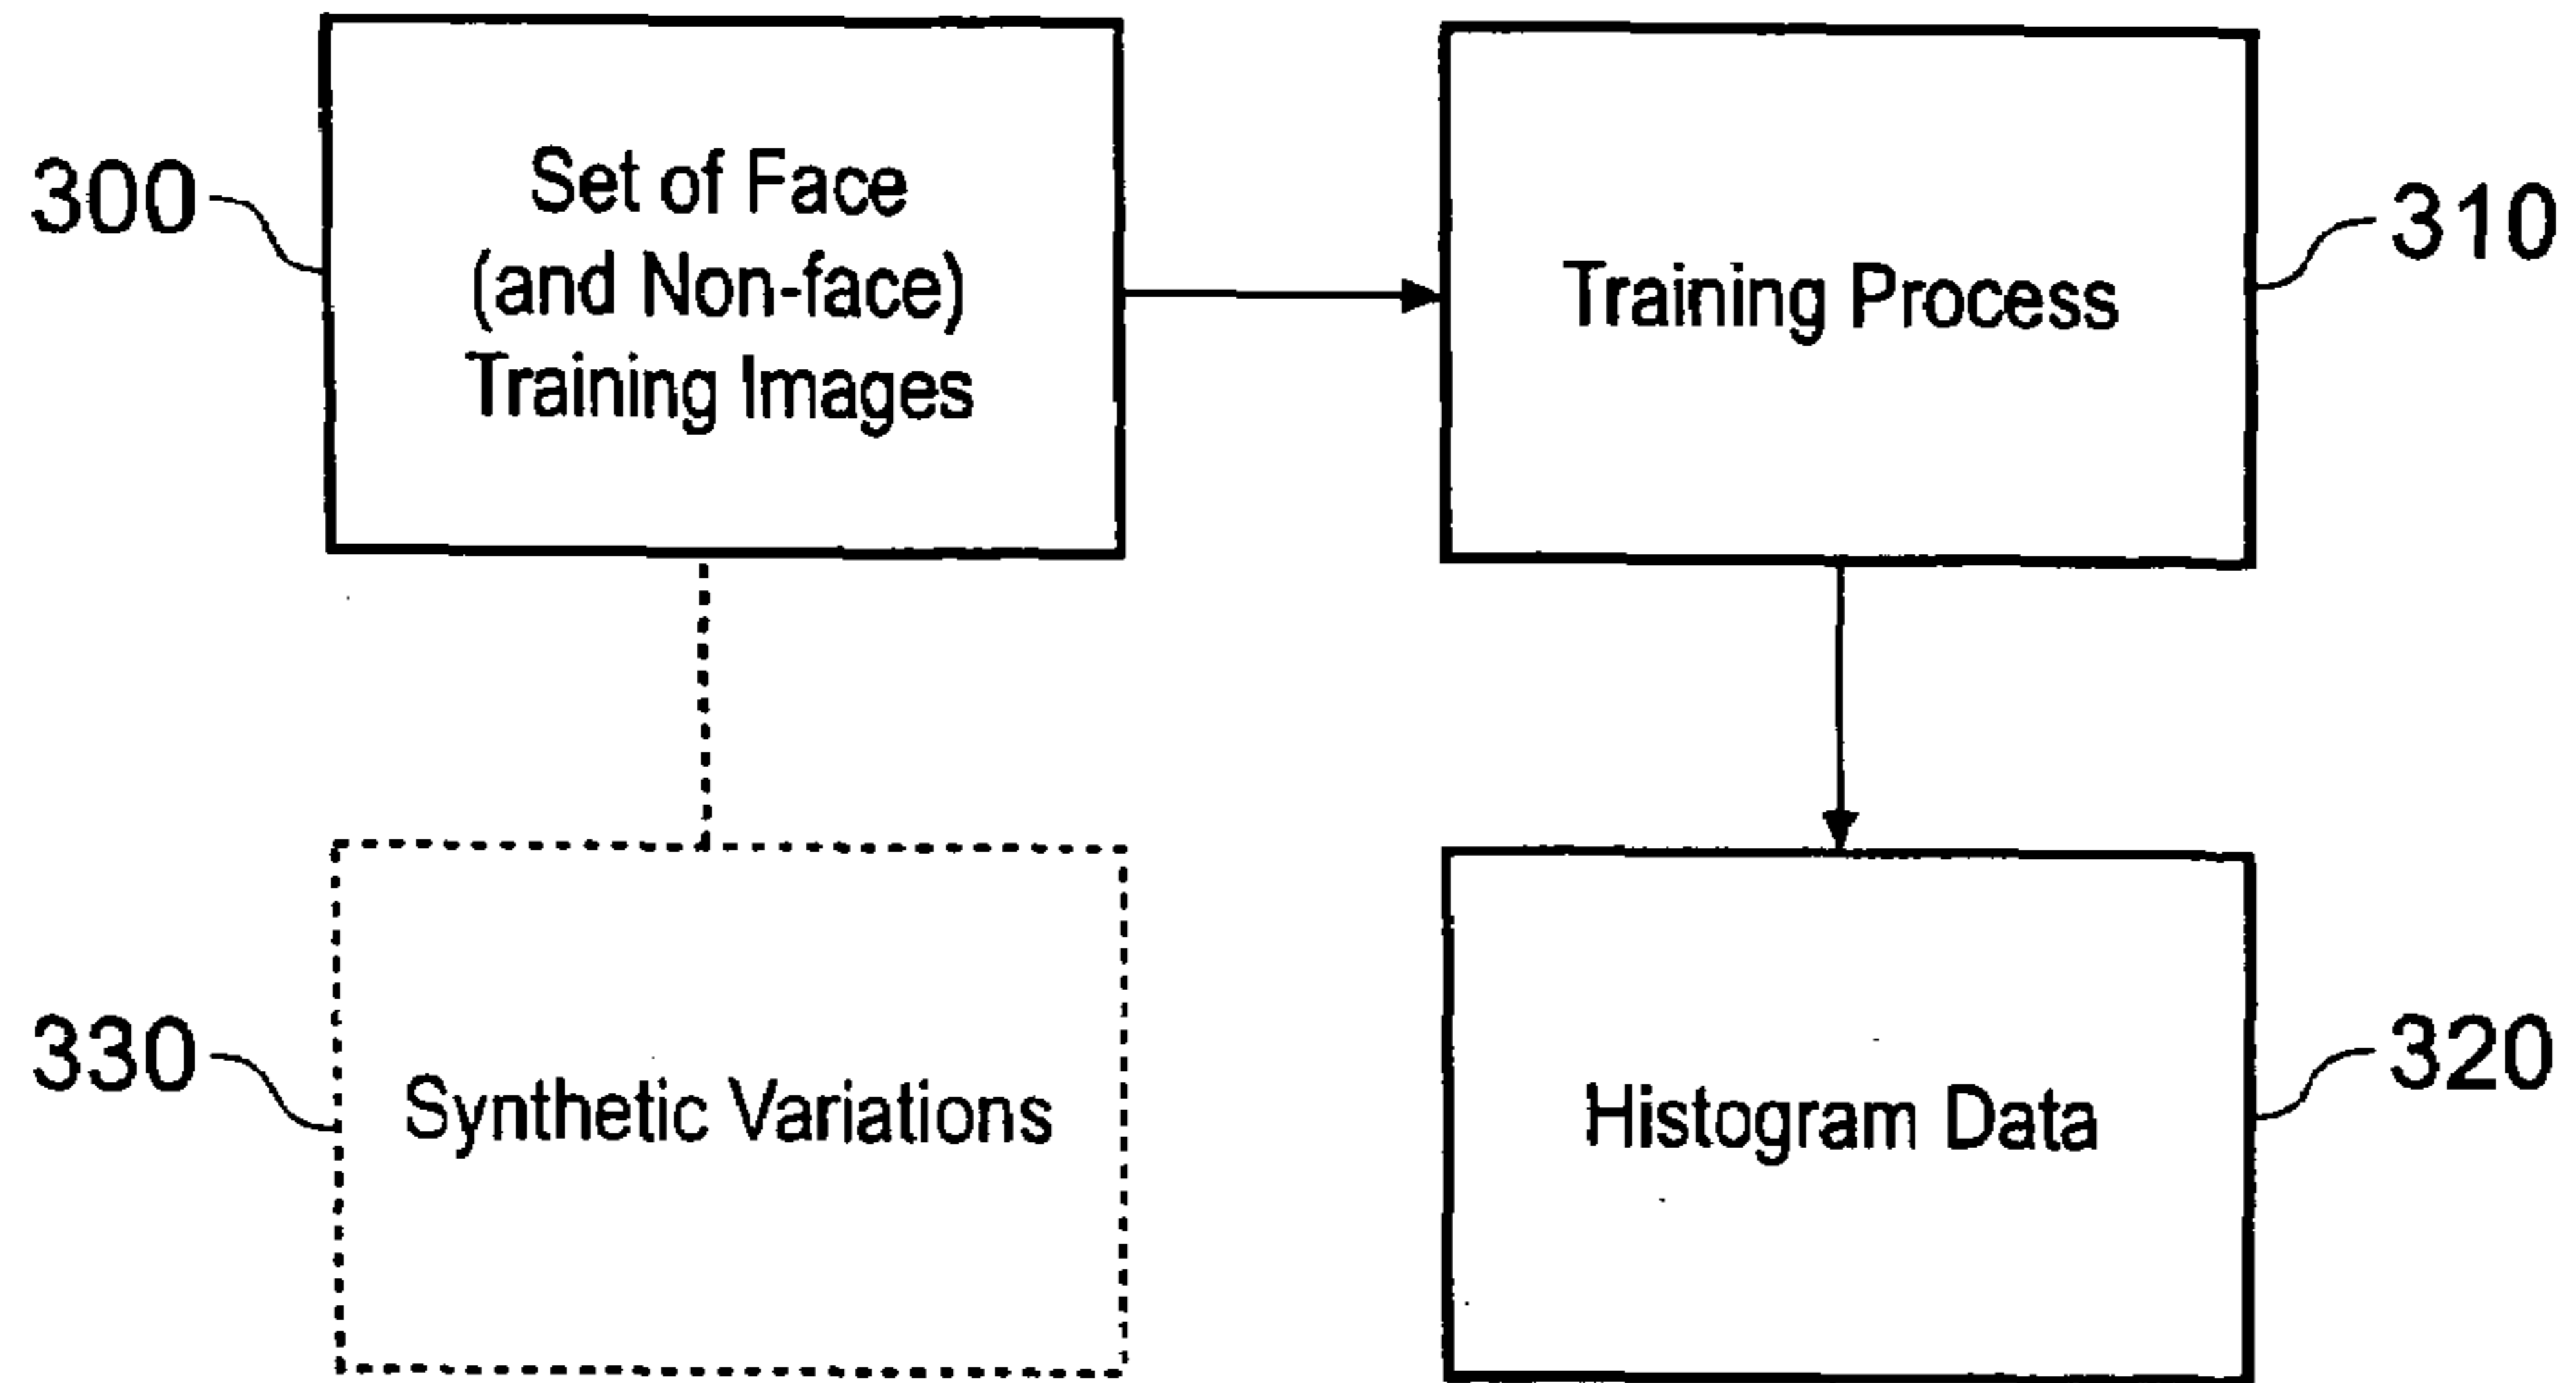 300
Set of Face
(and Non-face)
Training Images
Training Process
310
330
Synthetic Variations
Histogram Data
320